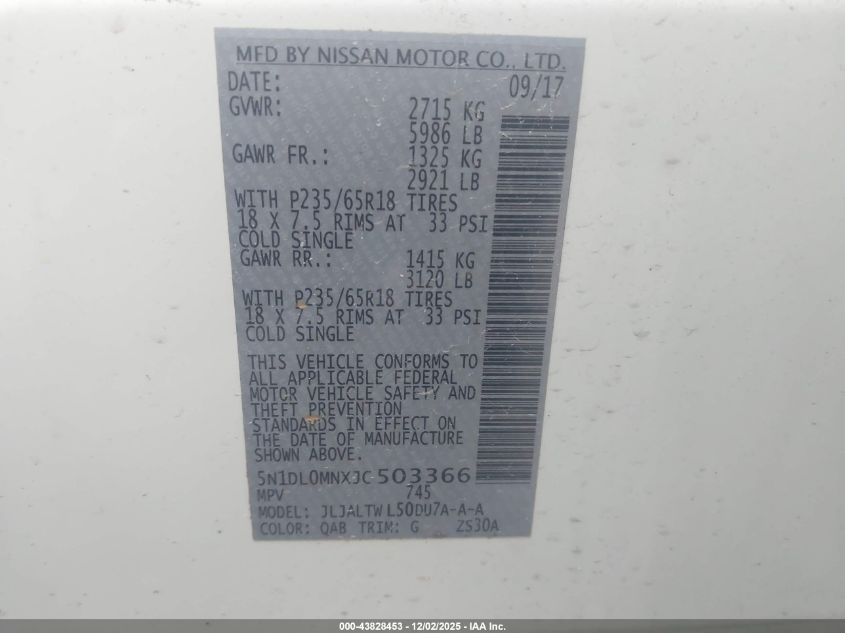 MFD BY NISSAN MOTOR CO., LTD.
DATE: 09/17
GVWR: 2715 KG
5986 LB
GAWR FR.: 1325 KG
2921 LB
WITH P235/65R18 TIRES
18 X 7.5 RIMS AT 33 PSI
COLD SINGLE
GAWR RR.: 1415 KG
3120 LB
WITH P235/65R18 TIRES
18 X 7.5 RIMS AT 33 PSI
COLD SINGLE
THIS VEHICLE CONFORMS TO
ALL APPLICABLE FEDERAL
MOTOR VEHICLE SAFETY AND
THEFT PREVENTION
STANDARDS IN EFFECT ON
THE DATE OF MANUFACTURE
SHOWN ABOVE.
5N1DL0MNXJC503366
MPV 745
MODEL: JLJALTW L50DU7A-A-A
COLOR: QAB TRIM: G ZS30A
000-43828453 - 12/02/2025 - IAA Inc.